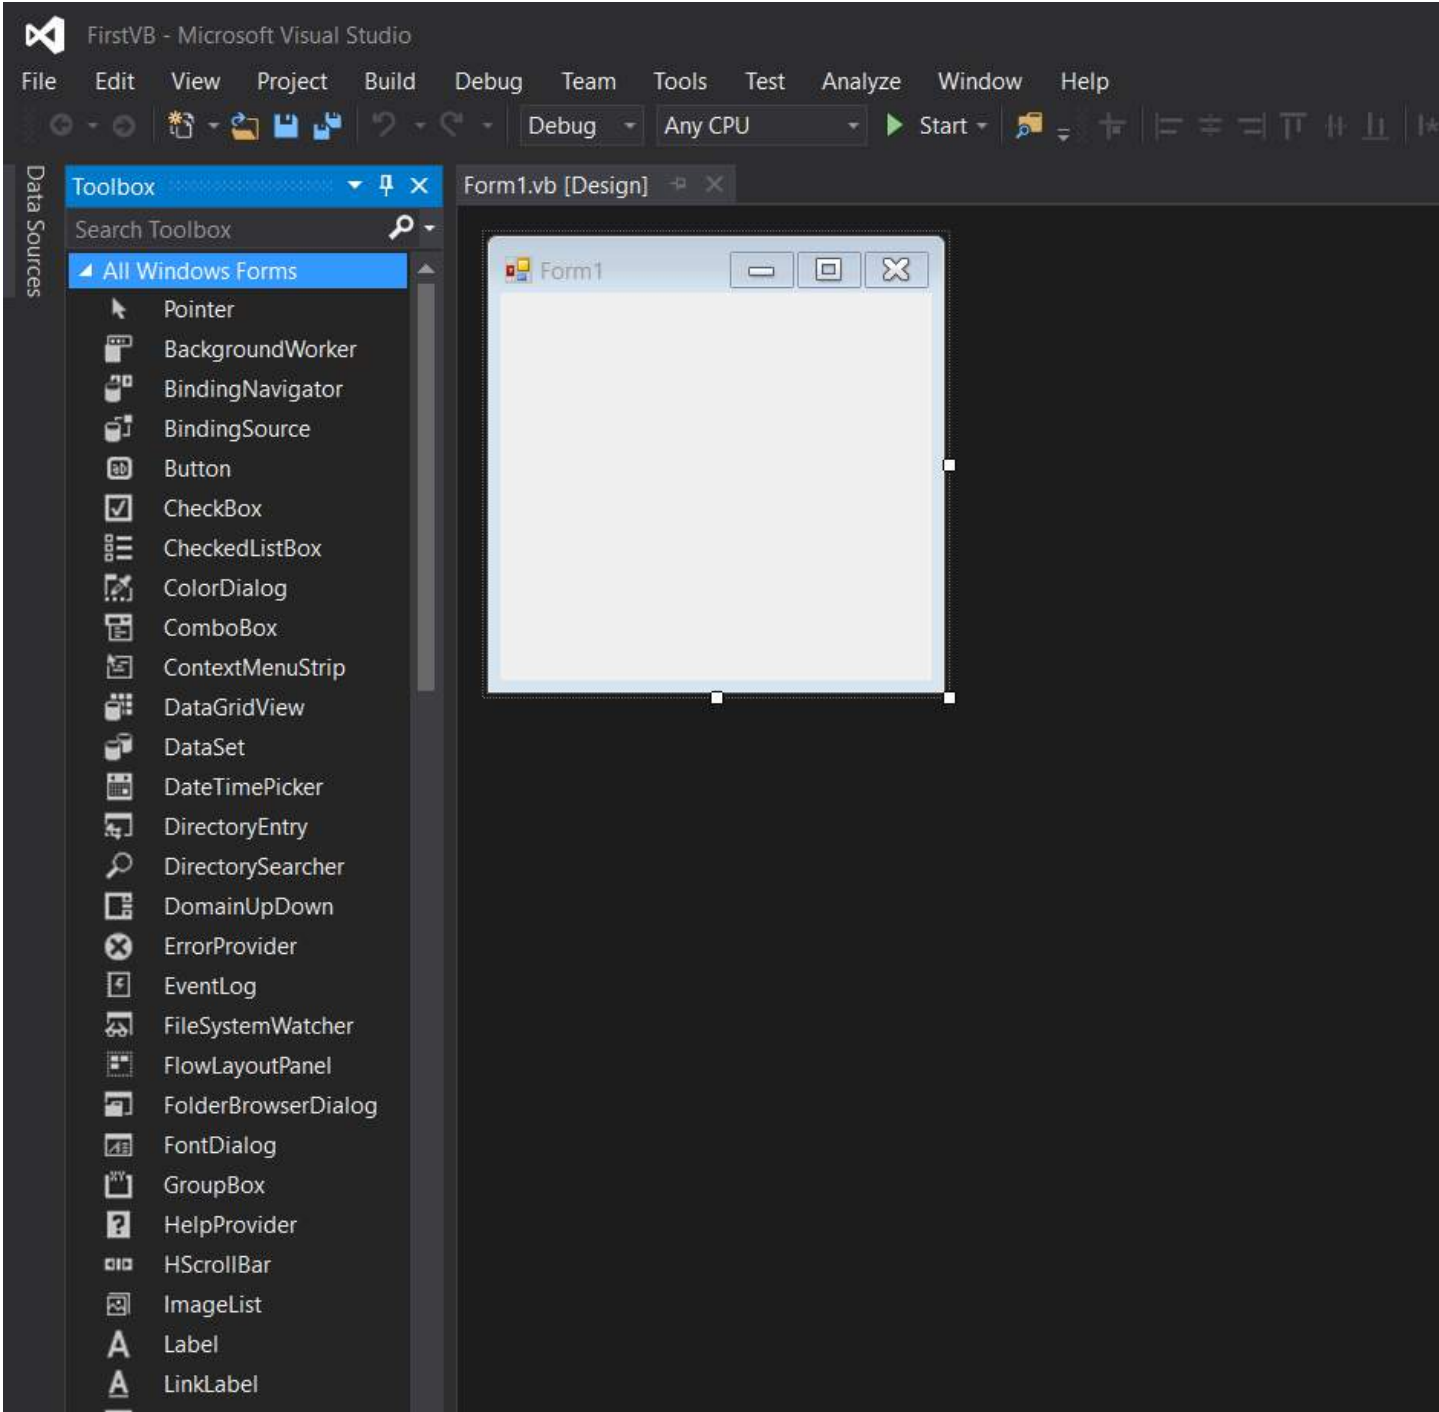 FirstVB - Microsoft Visual Studio
File Edit View Project Build Debug Team Tools Test Analyze Window Help
Debug Any CPU Start
Data Sources
Toolbox
Form1.vb [Design]
Search Toolbox
All Windows Forms
Form1
Pointer
BackgroundWorker
BindingNavigator
BindingSource
Button
CheckBox
CheckedListBox
ColorDialog
ComboBox
ContextMenuStrip
DataGridView
DataSet
DateTimePicker
DirectoryEntry
DirectorySearcher
DomainUpDown
ErrorProvider
EventLog
FileSystemWatcher
FlowLayoutPanel
FolderBrowserDialog
FontDialog
GroupBox
HelpProvider
HScrollBar
ImageList
Label
LinkLabel